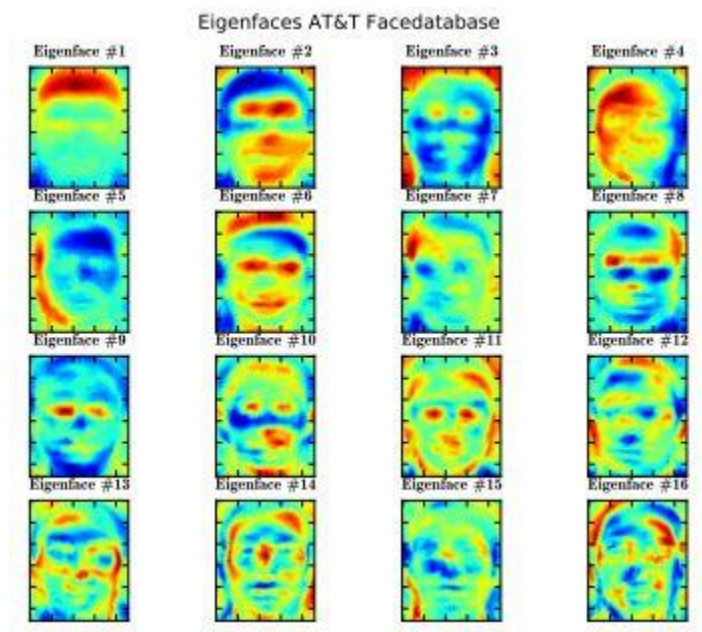 Eigenfaces AT&T Facedatabase
Eigenface #1 Eigenface #2 Eigenface #3 Eigenface #4
Eigenface #5 Eigenface #6 Eigenface #7 Eigenface #8
Eigenface #9 Eigenface #10 Eigenface #11 Eigenface #12
Eigenface #13 Eigenface #14 Eigenface #15 Eigenface #16